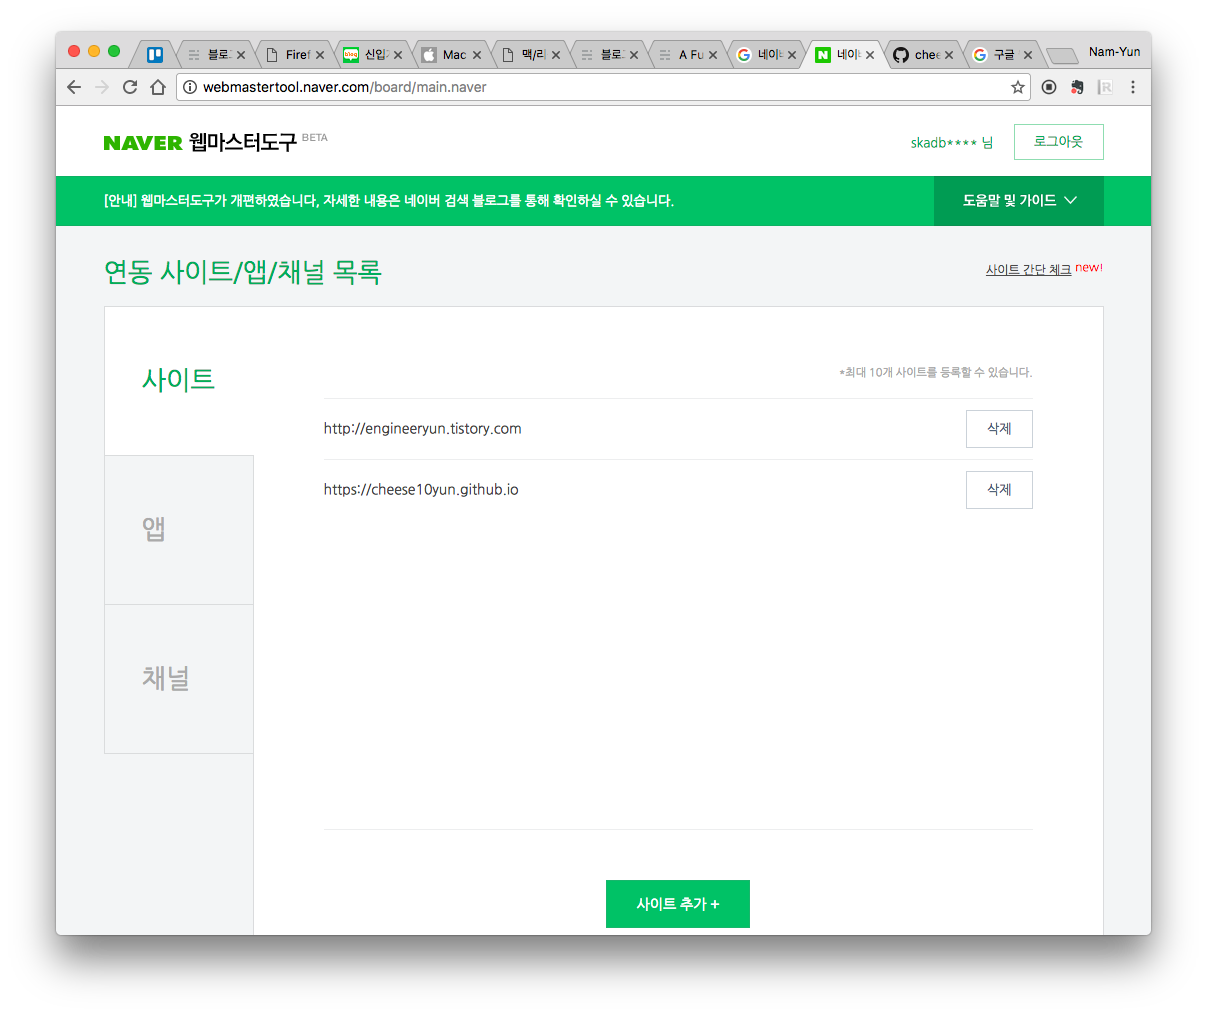 블로그
Firef
신입
Mac
맥/리
블로그
A Fu
네이버
네이버
chee
구글
Nam-Yun
webmastertool.naver.com/board/main.naver
NAVER 웹마스터도구 BETA
skadb**** 님
로그아웃
[안내] 웹마스터도구가 개편하였습니다, 자세한 내용은 네이버 검색 블로그를 통해 확인하실 수 있습니다.
도움말 및 가이드
연동 사이트/앱/채널 목록
사이트 간단 체크 new!
사이트
*최대 10개 사이트를 등록할 수 있습니다.
http://engineeryun.tistory.com
삭제
https://cheese10yun.github.io
삭제
앱
채널
사이트 추가 +